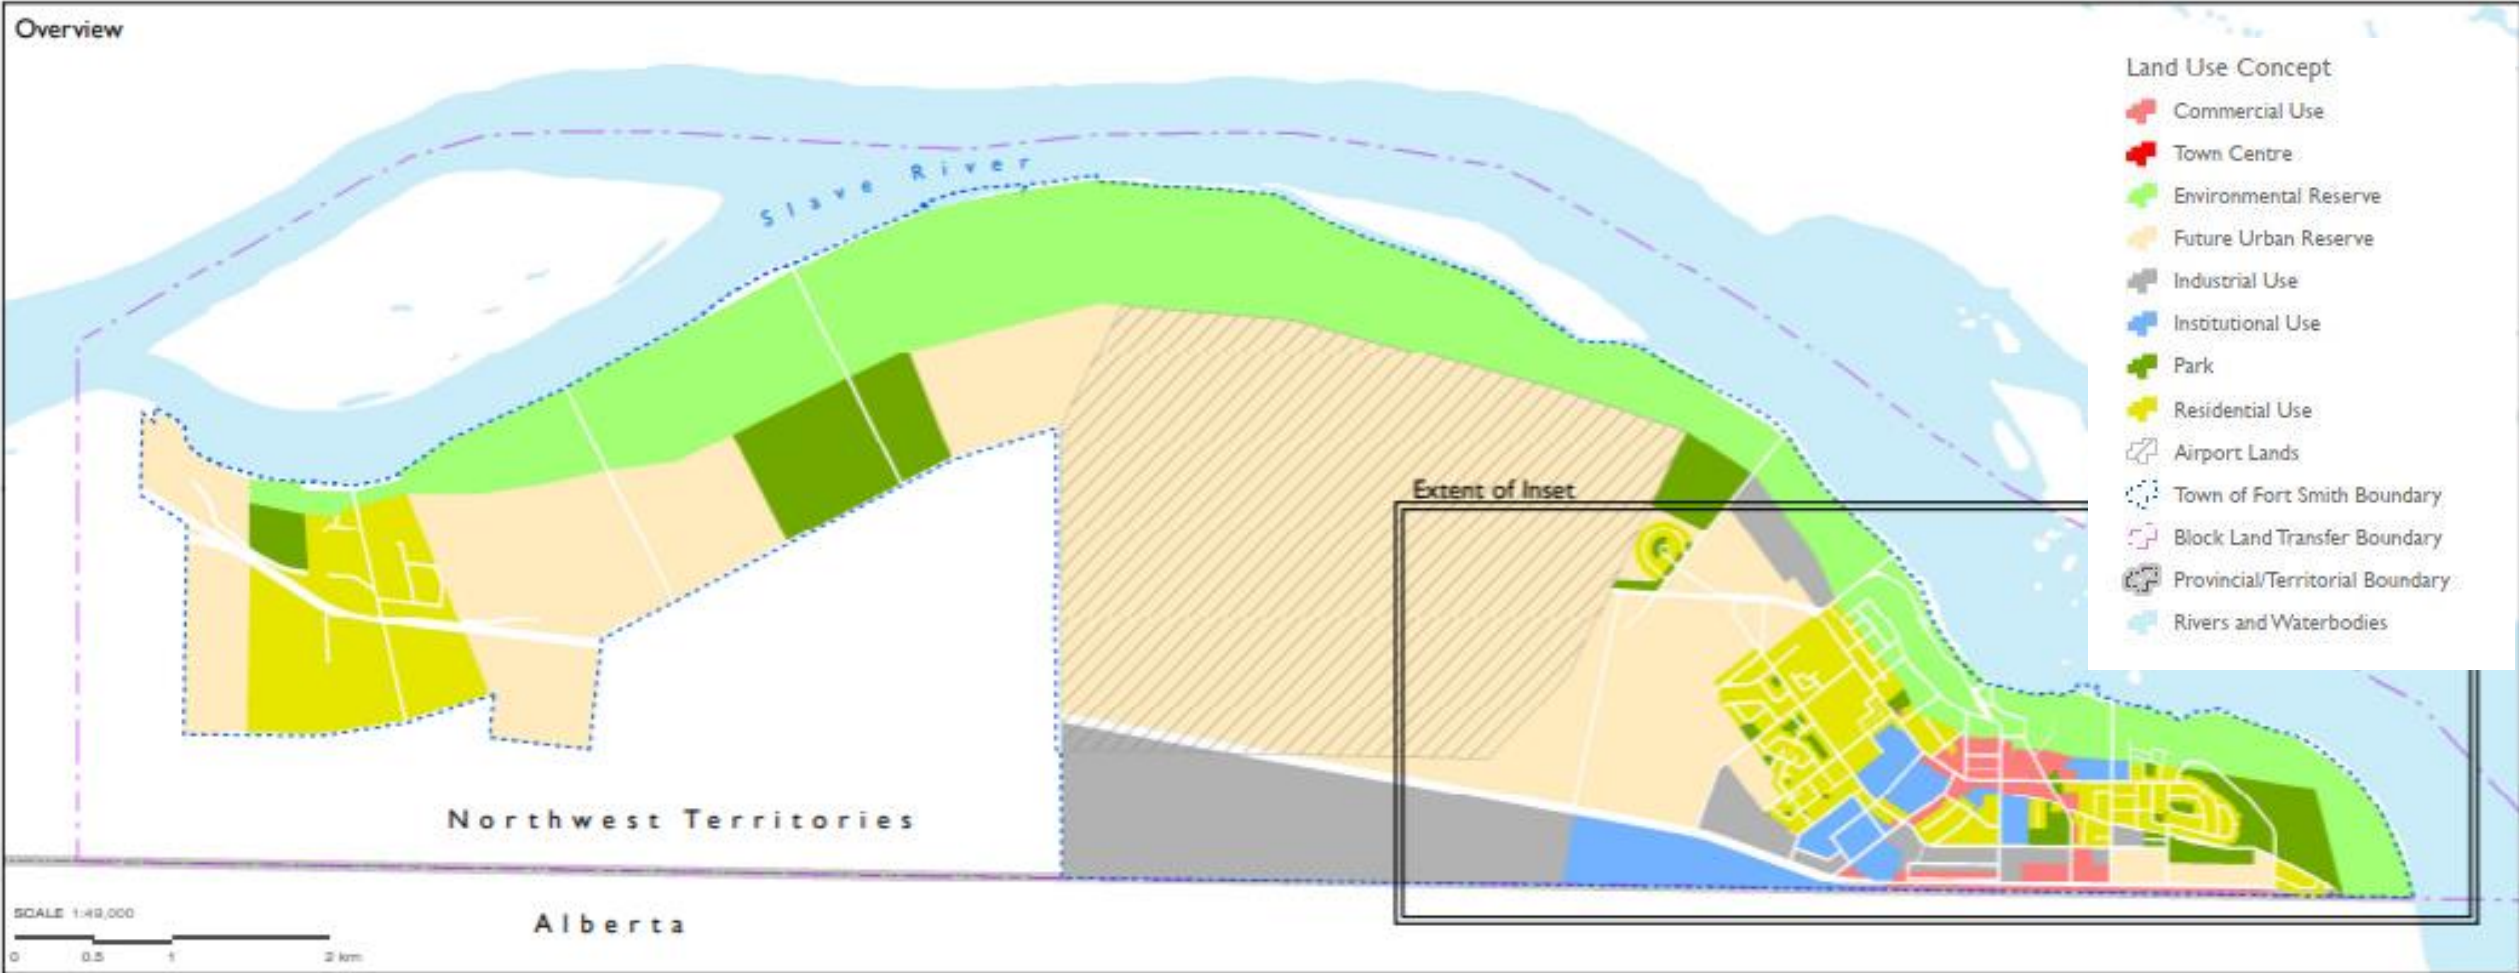 Overview
Land Use Concept
Commercial Use
Town Centre
Environmental Reserve
Future Urban Reserve
Industrial Use
Institutional Use
Park
Residential Use
Airport Lands
Town of Fort Smith Boundary
Block Land Transfer Boundary
Provincial/Territorial Boundary
Rivers and Waterbodies
Slave River
Extent of Inset
Northwest Territories
Alberta
SCALE 1:49,000
0 0.5 1 2 km